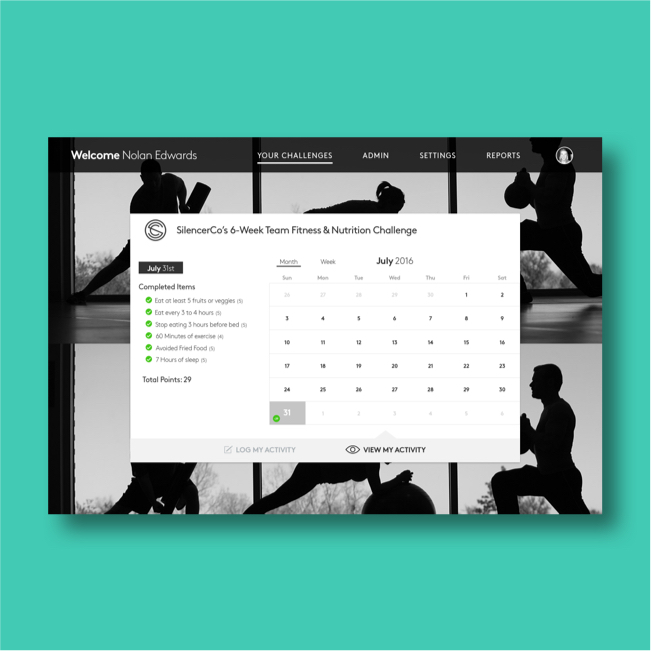 Welcome Nolan Edwards
YOUR CHALLENGES ADMIN SETTINGS REPORTS
SilencerCo's 6-Week Team Fitness & Nutrition Challenge
July 31st
Completed Items
Eat at least 5 fruits or veggies (5)
Eat every 3 to 4 hours (5)
Stop eating 3 hours before bed (5)
60 Minutes of exercise (4)
Avoided Fried Food (5)
7 Hours of sleep (5)
Total Points: 29
Month Week July 2016
Sun Mon Tue Wed Thu Fri Sat
26 27 28 29 30 1 2
3 4 5 6 7 8 9
10 11 12 13 14 15 16
17 18 19 20 21 22 23
24 25 26 27 28 29 30
31 1 2 3 4 5 6
LOG MY ACTIVITY VIEW MY ACTIVITY